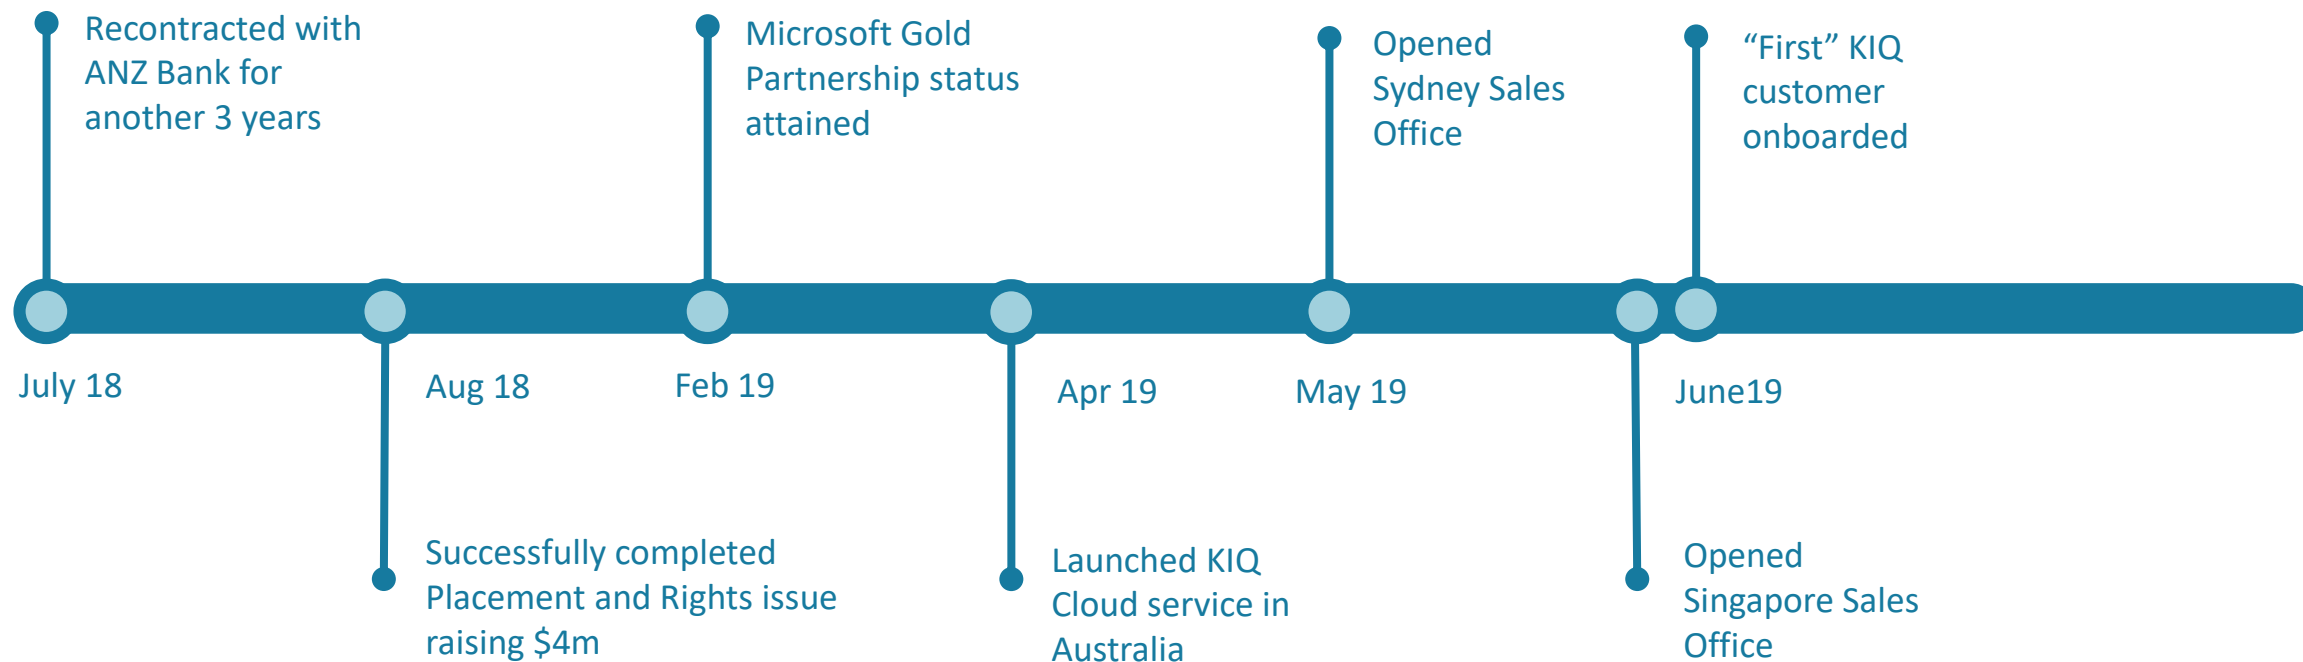 Recontracted with
ANZ Bank for
another 3 years
Microsoft Gold
Partnership status
attained
Opened
Sydney Sales
Office
“First” KIQ
customer
onboarded
July 18
Aug 18
Feb 19
Apr 19
May 19
June19
Successfully completed
Placement and Rights issue
raising $4m
Launched KIQ
Cloud service in
Australia
Opened
Singapore Sales
Office